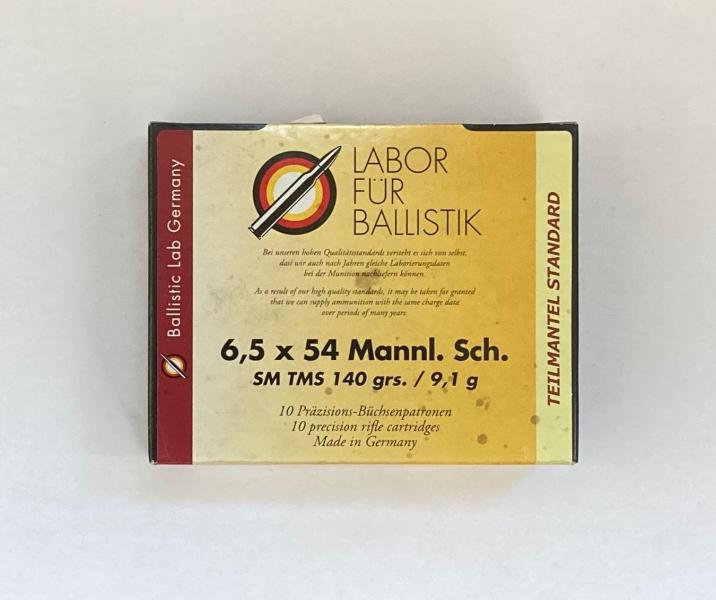 Ballistic Lab Germany
LABOR
FÜR
BALLISTIK
Bei unseren hohen Qualitätsstandards versteht es sich von selbst,
dass wir auch nach Jahren gleiche Laborierungsdaten
bei der Munition nachliefern können.
As a result of our high quality standards, it may be taken for granted
that we can supply ammunition with the same charge data
over periods of many years
6,5 x 54 Mannl. Sch.
SM TMS 140 grs. / 9,1 g
10 Präzisions-Büchsenpatronen
10 precision rifle cartridges
Made in Germany
TEILMANTEL STANDARD